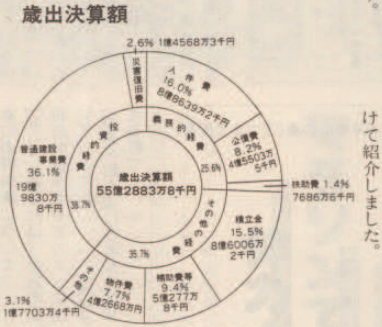 歳出決算額
2.6% 1億4568万3千円
災害復旧費
人件費
16.0%
8億8639万2千円
公債費
8.2%
4億5503万
5千円
扶助費 1.4%
7686万6千円
積立金
15.5%
8億6006万
2千円
補助費等
9.4%
5億277万
8千円
物件費
7.7%
4億2668万円
その他
3.1%
1億7703万4千円
普通建設
事業費
36.1%
19億
9830万
8千円
義務的経費
25.6%
その他の経費
35.7%
投資的経費
38.7%
歳出決算額
55億2883万8千円
けて紹介しました。